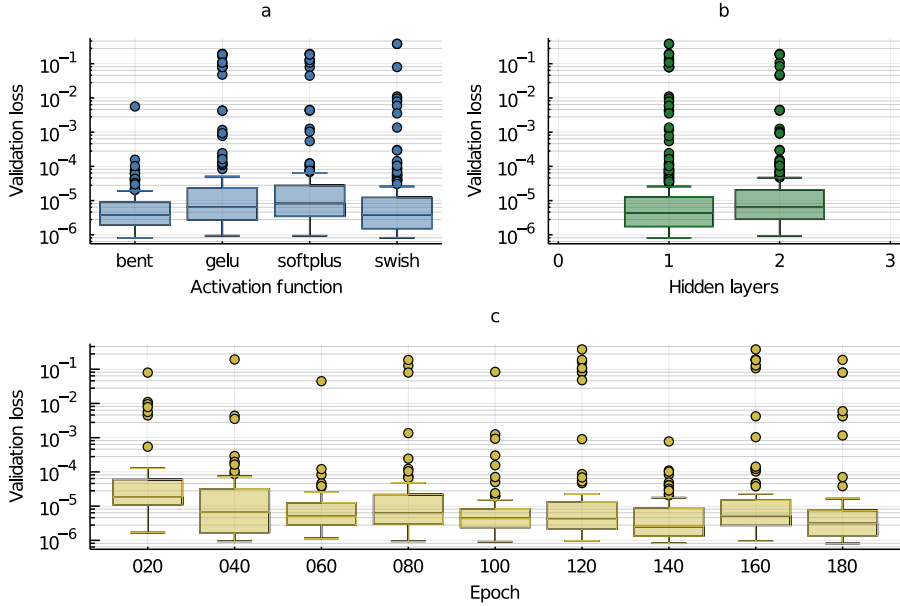 a
Validation loss
10⁻¹
10⁻²
10⁻³
10⁻⁴
10⁻⁵
10⁻⁶
bent gelu softplus swish
Activation function
b
Validation loss
10⁻¹
10⁻²
10⁻³
10⁻⁴
10⁻⁵
10⁻⁶
0 1 2 3
Hidden layers
c
Validation loss
10⁻¹
10⁻²
10⁻³
10⁻⁴
10⁻⁵
10⁻⁶
020 040 060 080 100 120 140 160 180
Epoch